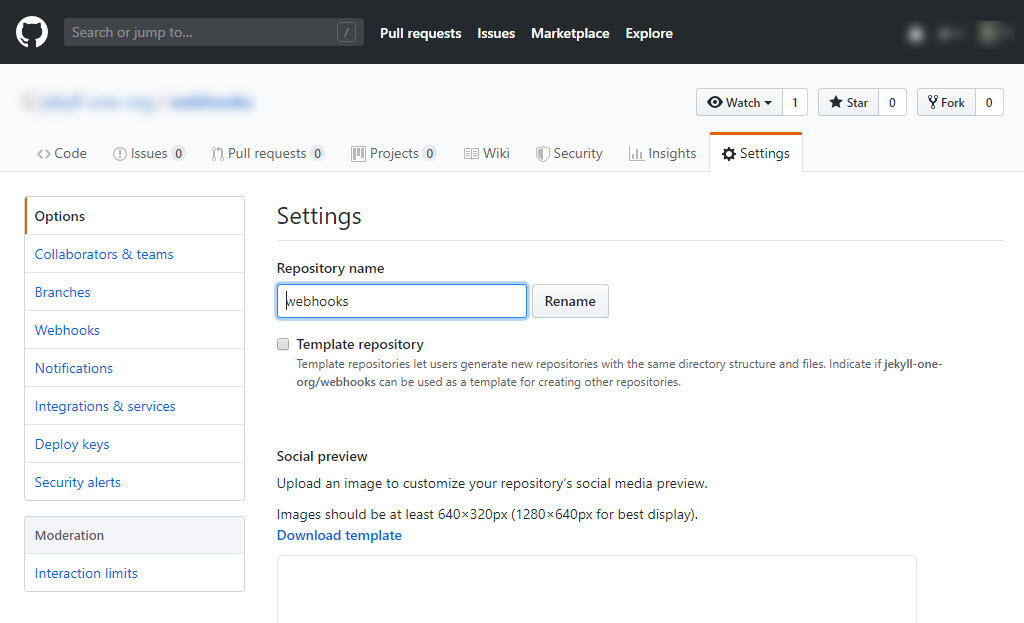 Search or jump to... / Pull requests Issues Marketplace Explore
jekyll-one-org / webhooks
Watch 1 Star 0 Fork 0
Code Issues 0 Pull requests 0 Projects 0 Wiki Security Insights Settings
Options
Collaborators & teams
Branches
Webhooks
Notifications
Integrations & services
Deploy keys
Security alerts
Moderation
Interaction limits
Settings
Repository name
webhooks Rename
Template repository
Template repositories let users generate new repositories with the same directory structure and files. Indicate if jekyll-one-
org/webhooks can be used as a template for creating other repositories.
Social preview
Upload an image to customize your repository’s social media preview.
Images should be at least 640×320px (1280×640px for best display).
Download template